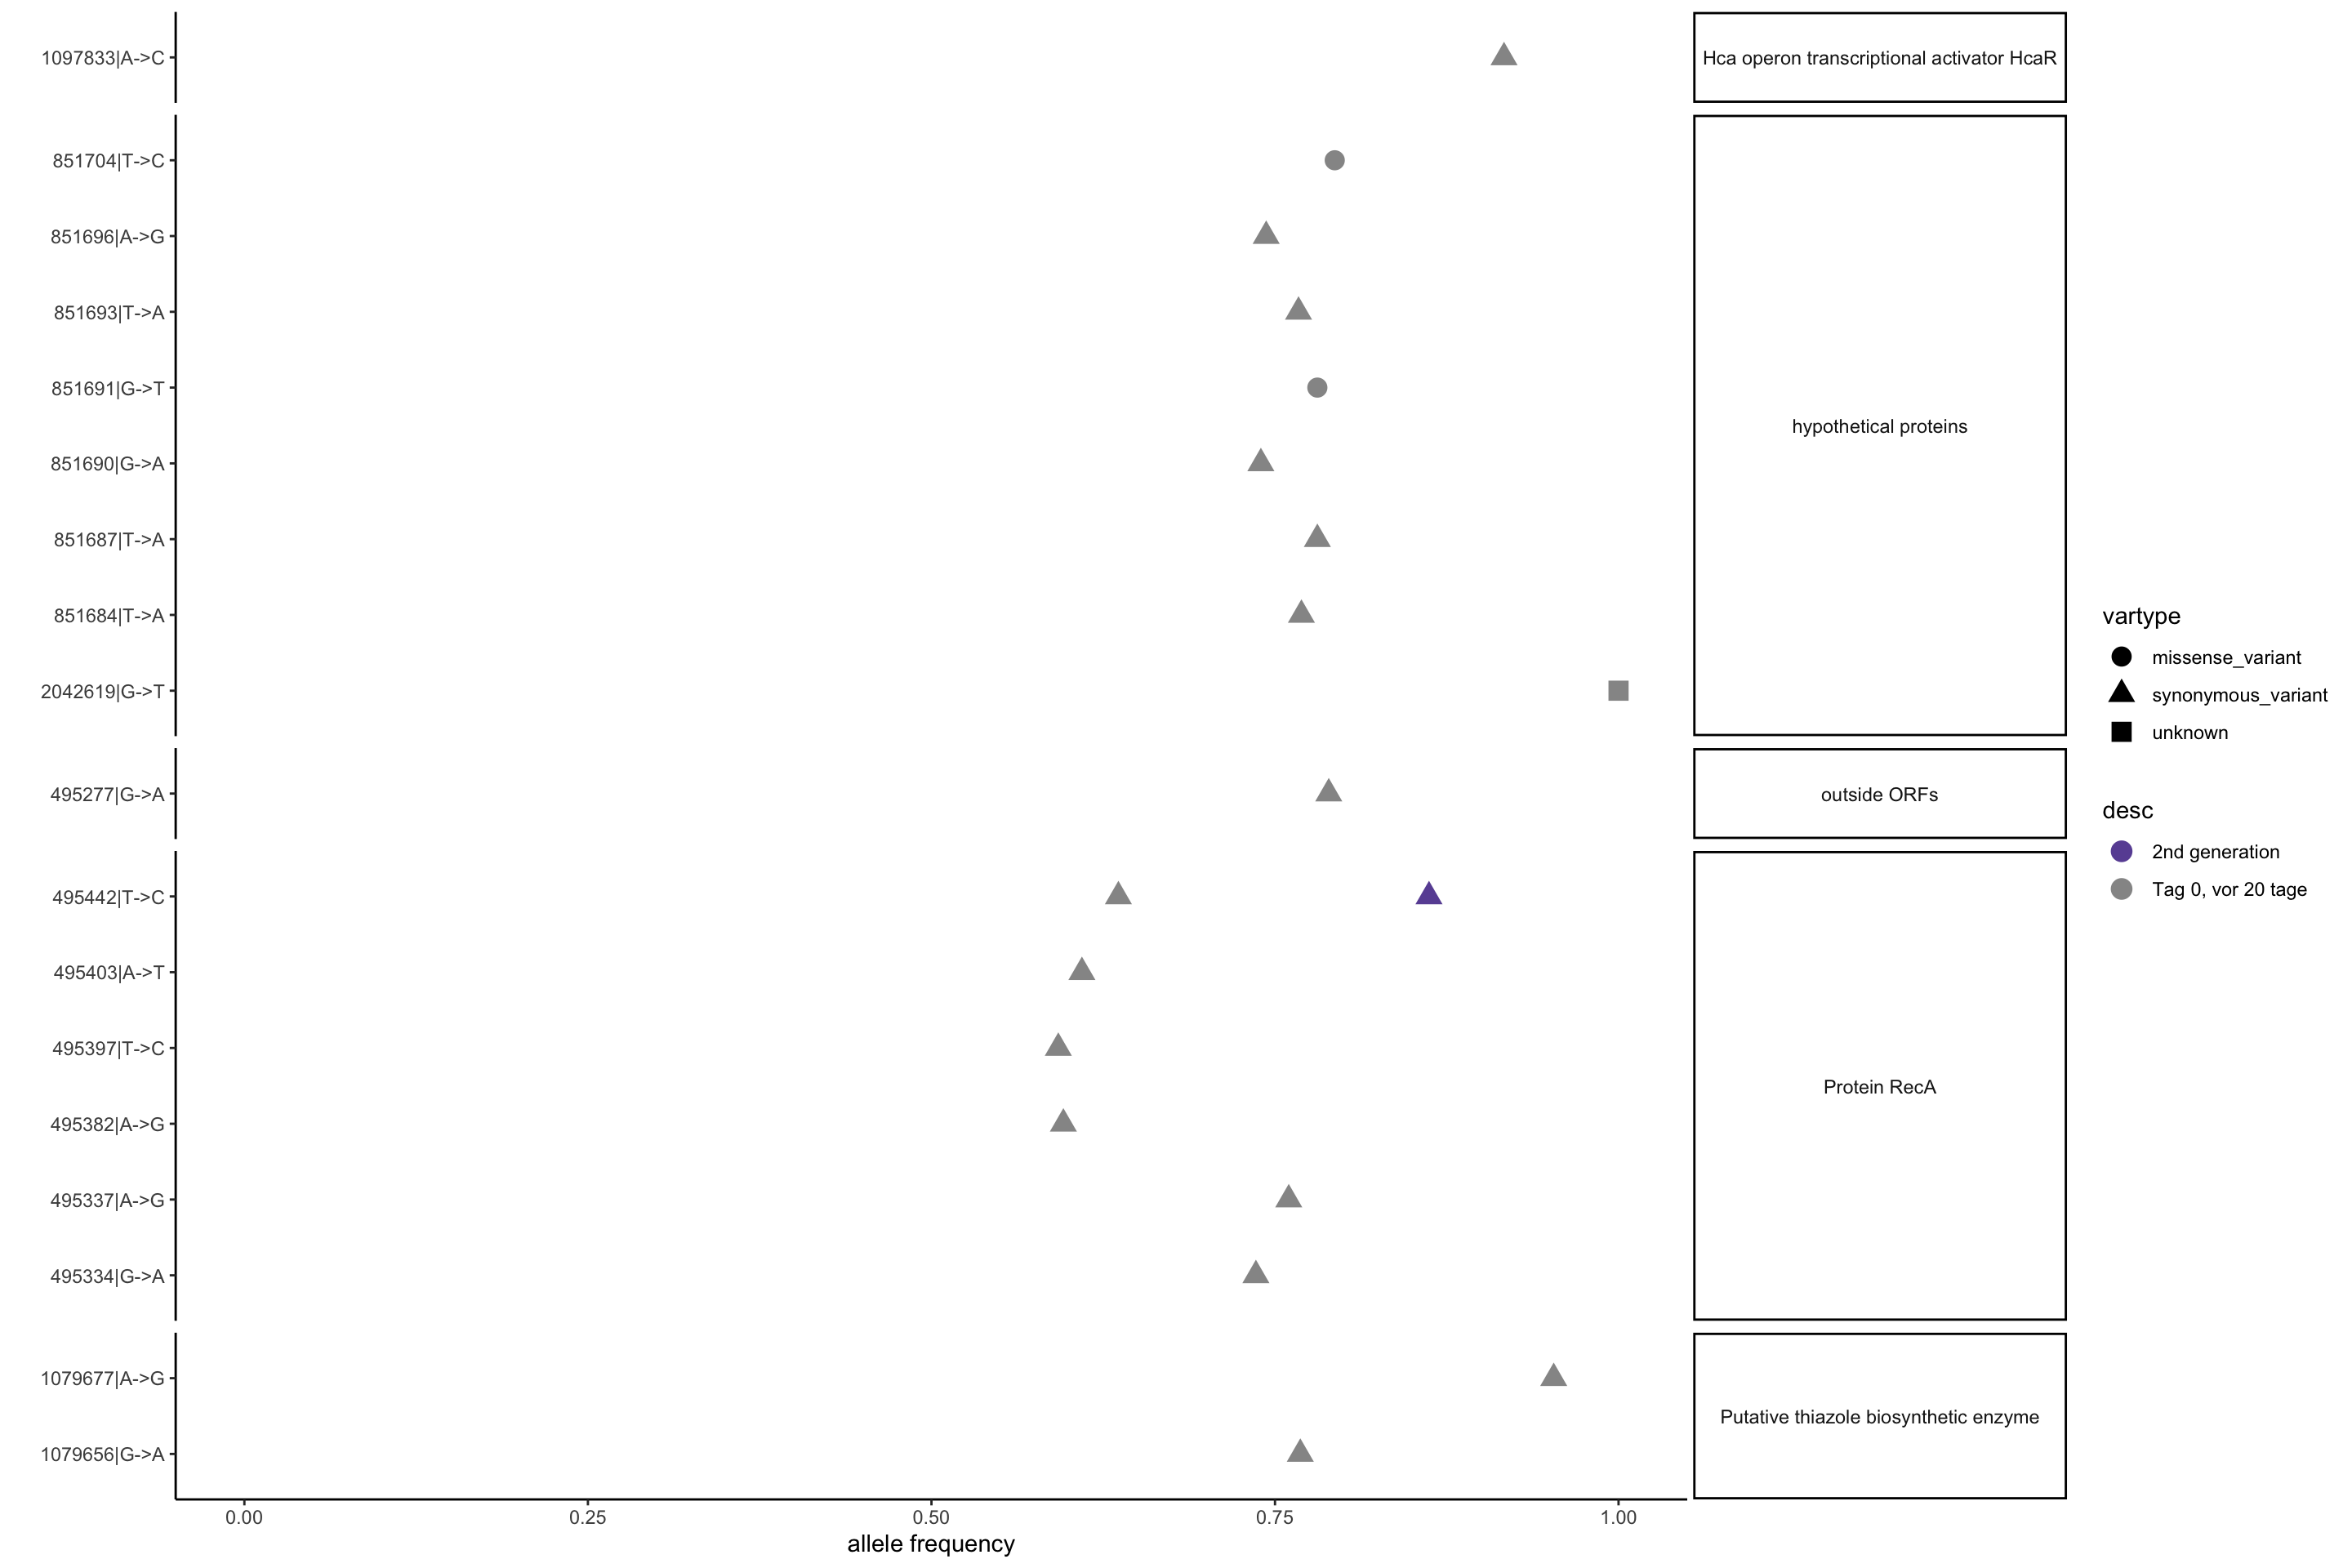 1097833|A->C
Hca operon transcriptional activator HcaR
851704|T->C
851696|A->G
851693|T->A
851691|G->T
851690|G->A
851687|T->A
851684|T->A
2042619|G->T
hypothetical proteins
495277|G->A
outside ORFs
495442|T->C
495403|A->T
495397|T->C
495382|A->G
495337|A->G
495334|G->A
Protein RecA
1079677|A->G
1079656|G->A
Putative thiazole biosynthetic enzyme
0.00 0.25 0.50 0.75 1.00
allele frequency
vartype
missense_variant
synonymous_variant
unknown
desc
2nd generation
Tag 0, vor 20 tage